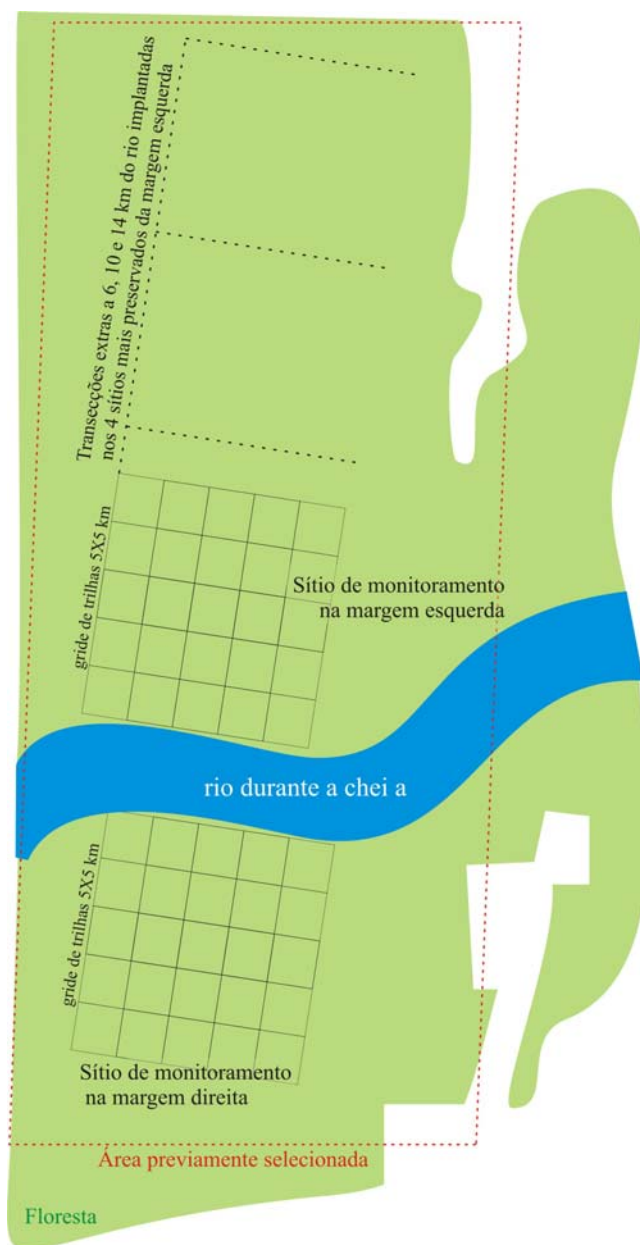 Transecções extras a 6, 10 e 14 km do rio implantadas
nos 4 sítios mais preservados da margem esquerda
gride de trilhas 5X5 km
Sítio de monitoramento
na margem esquerda
rio durante a chei a
gride de trilhas 5X5 km
Sítio de monitoramento
na margem direita
Área previamente selecionada
Floresta